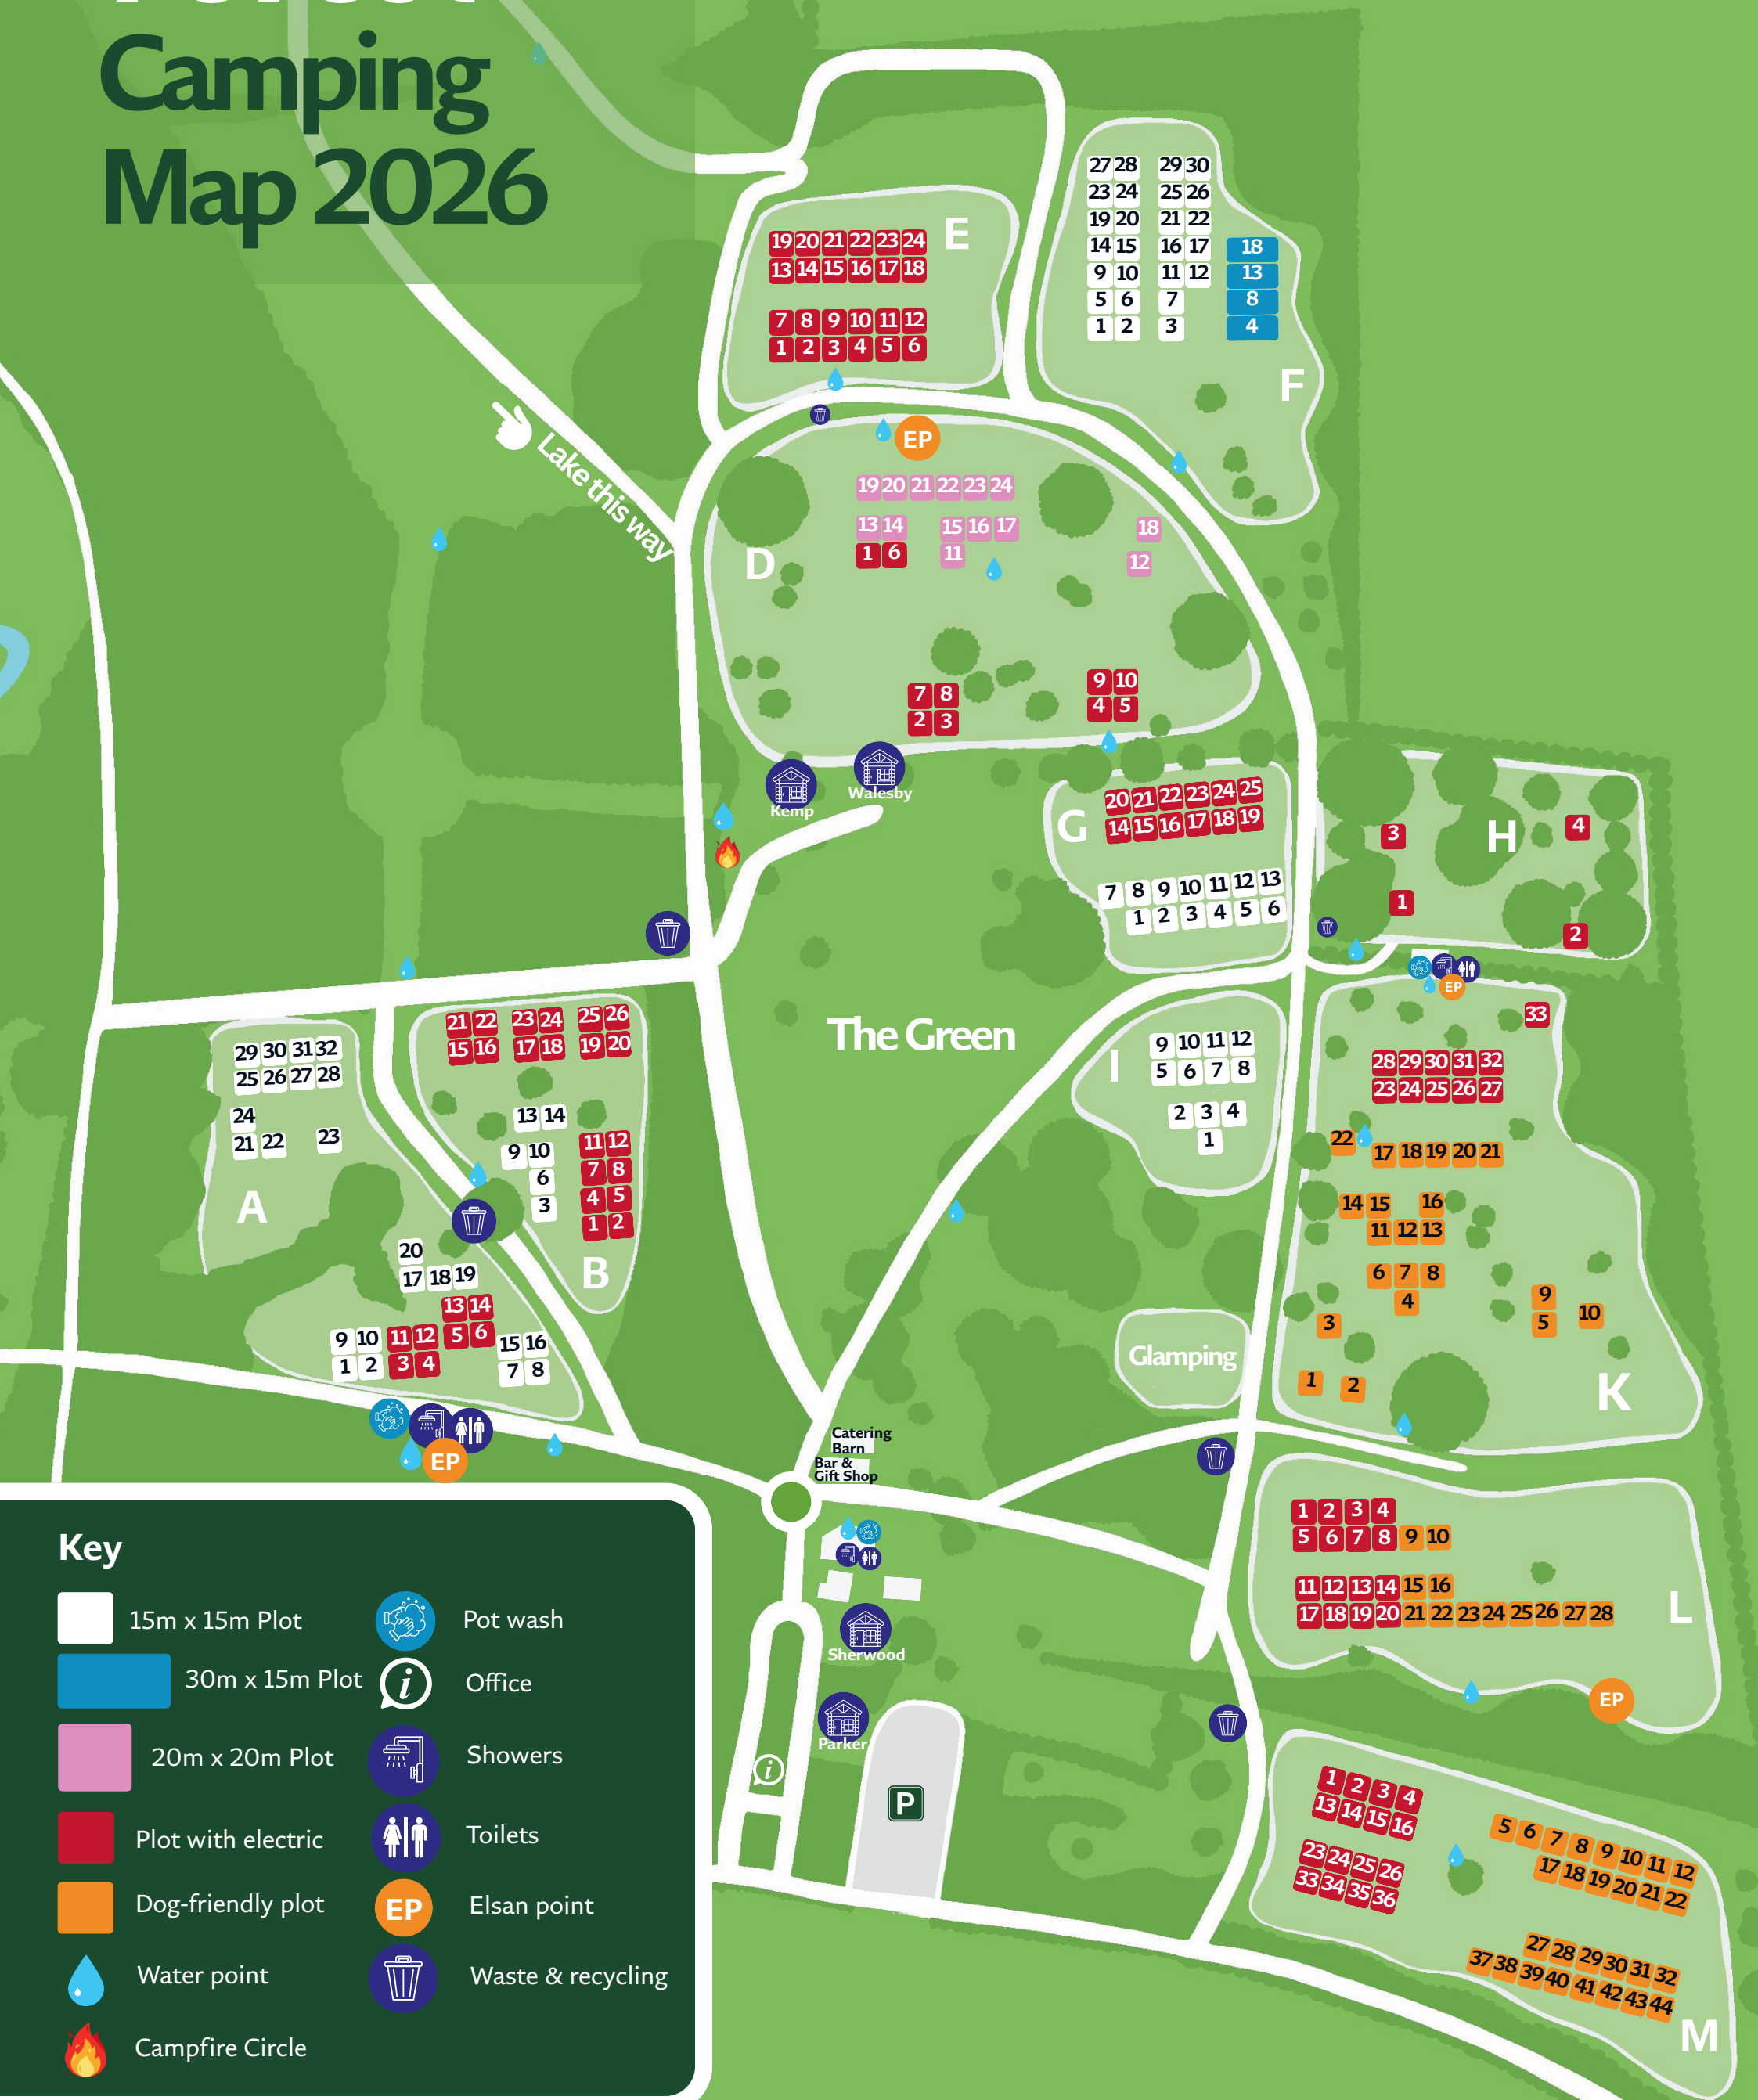 Camping
Map 2026
E
19 20 21 22 23 24
13 14 15 16 17 18
7 8 9 10 11 12
1 2 3 4 5 6
27 28 29 30
23 24 25 26
19 20 21 22
14 15 16 17 18
9 10 11 12 13
5 6 7 8
1 2 3 4
F
Lake this way
EP
19 20 21 22 23 24
13 14 15 16 17 18
1 6 11 12
D
7 8
2 3
9 10
4 5
Kemp
Walesby
G
20 21 22 23 24 25
14 15 16 17 18 19
7 8 9 10 11 12 13
1 2 3 4 5 6
H
3
4
1
2
EP
The Green
29 30 31 32
25 26 27 28
24
21 22 23
A
20
17 18 19
13 14
9 10 11 12 5 6 15 16
1 2 3 4 7 8
21 22 23 24 25 26
15 16 17 18 19 20
13 14
9 10 11 12
6 7 8
3 4 5
1 2
B
EP
I
9 10 11 12
5 6 7 8
2 3 4
1
33
28 29 30 31 32
23 24 25 26 27
22 17 18 19 20 21
14 15 16
11 12 13
6 7 8
4
9
5
10
3
1 2
K
Glamping
Catering
Barn
Bar &
Gift Shop
Sherwood
Parker
i
P
1 2 3 4
5 6 7 8 9 10
11 12 13 14 15 16
17 18 19 20 21 22 23 24 25 26 27 28
L
EP
1 2 3 4
13 14 15 16
23 24 25 26
33 34 35 36
5 6 7 8 9 10 11 12
17 18 19 20 21 22
27 28 29 30 31 32
37 38 39 40 41 42 43 44
M
Key
15m x 15m Plot
Pot wash
30m x 15m Plot
i Office
20m x 20m Plot
Showers
Plot with electric
Toilets
Dog-friendly plot
EP Elsan point
Water point
Waste & recycling
Campfire Circle